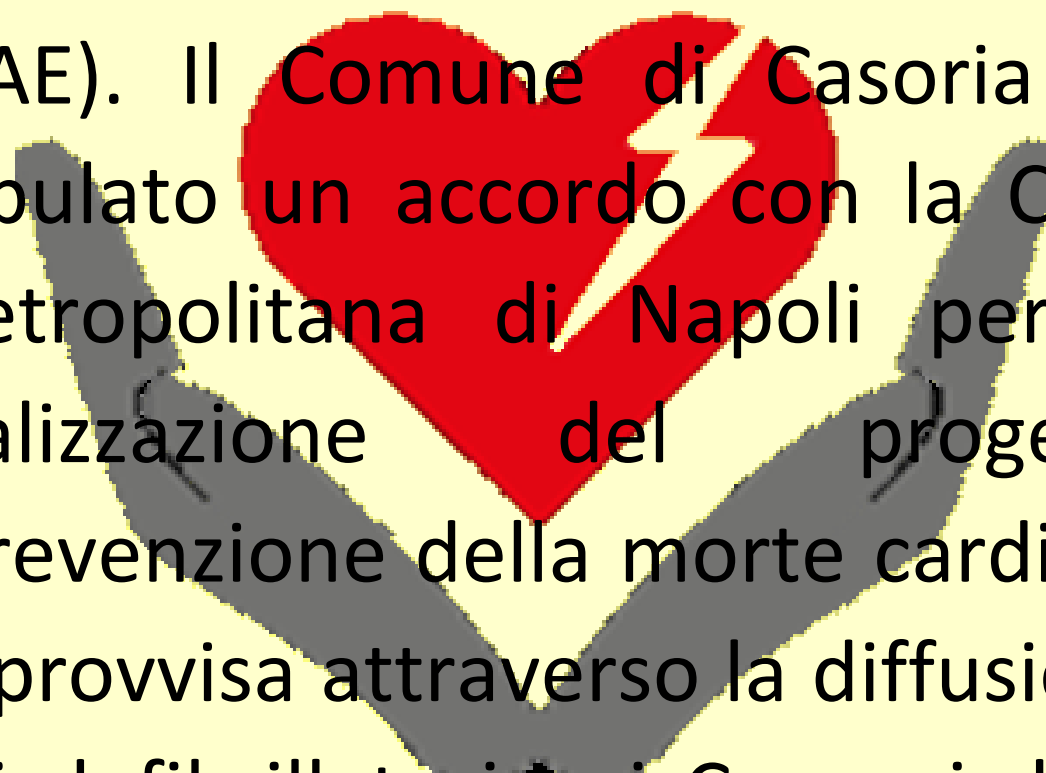 AE). Il Comune di Casoria
pulato un accordo con la C
etropolitana di Napoli per
alizzazione del proge
revenzione della morte cardi
provvisa attraverso la diffusi